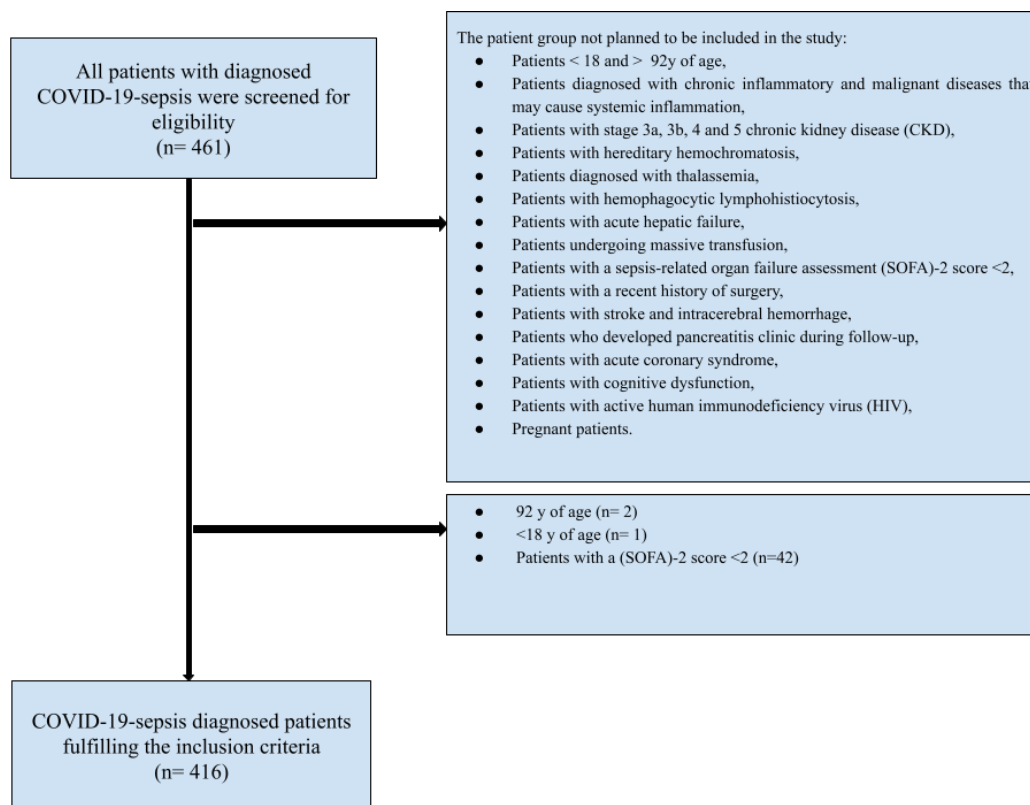 All patients with diagnosed
COVID-19-sepsis were screened for
eligibility
(n= 461)
The patient group not planned to be included in the study:
● Patients < 18 and > 92y of age,
● Patients diagnosed with chronic inflammatory and malignant diseases tha
may cause systemic inflammation,
● Patients with stage 3a, 3b, 4 and 5 chronic kidney disease (CKD),
● Patients with hereditary hemochromatosis,
● Patients diagnosed with thalassemia,
● Patients with hemophagocytic lymphohistiocytosis,
● Patients with acute hepatic failure,
● Patients undergoing massive transfusion,
● Patients with a sepsis-related organ failure assessment (SOFA)-2 score <2,
● Patients with a recent history of surgery,
● Patients with stroke and intracerebral hemorrhage,
● Patients who developed pancreatitis clinic during follow-up,
● Patients with acute coronary syndrome,
● Patients with cognitive dysfunction,
● Patients with active human immunodeficiency virus (HIV),
● Pregnant patients.
● 92 y of age (n= 2)
● <18 y of age (n= 1)
● Patients with a (SOFA)-2 score <2 (n=42)
COVID-19-sepsis diagnosed patients
fulfilling the inclusion criteria
(n= 416)